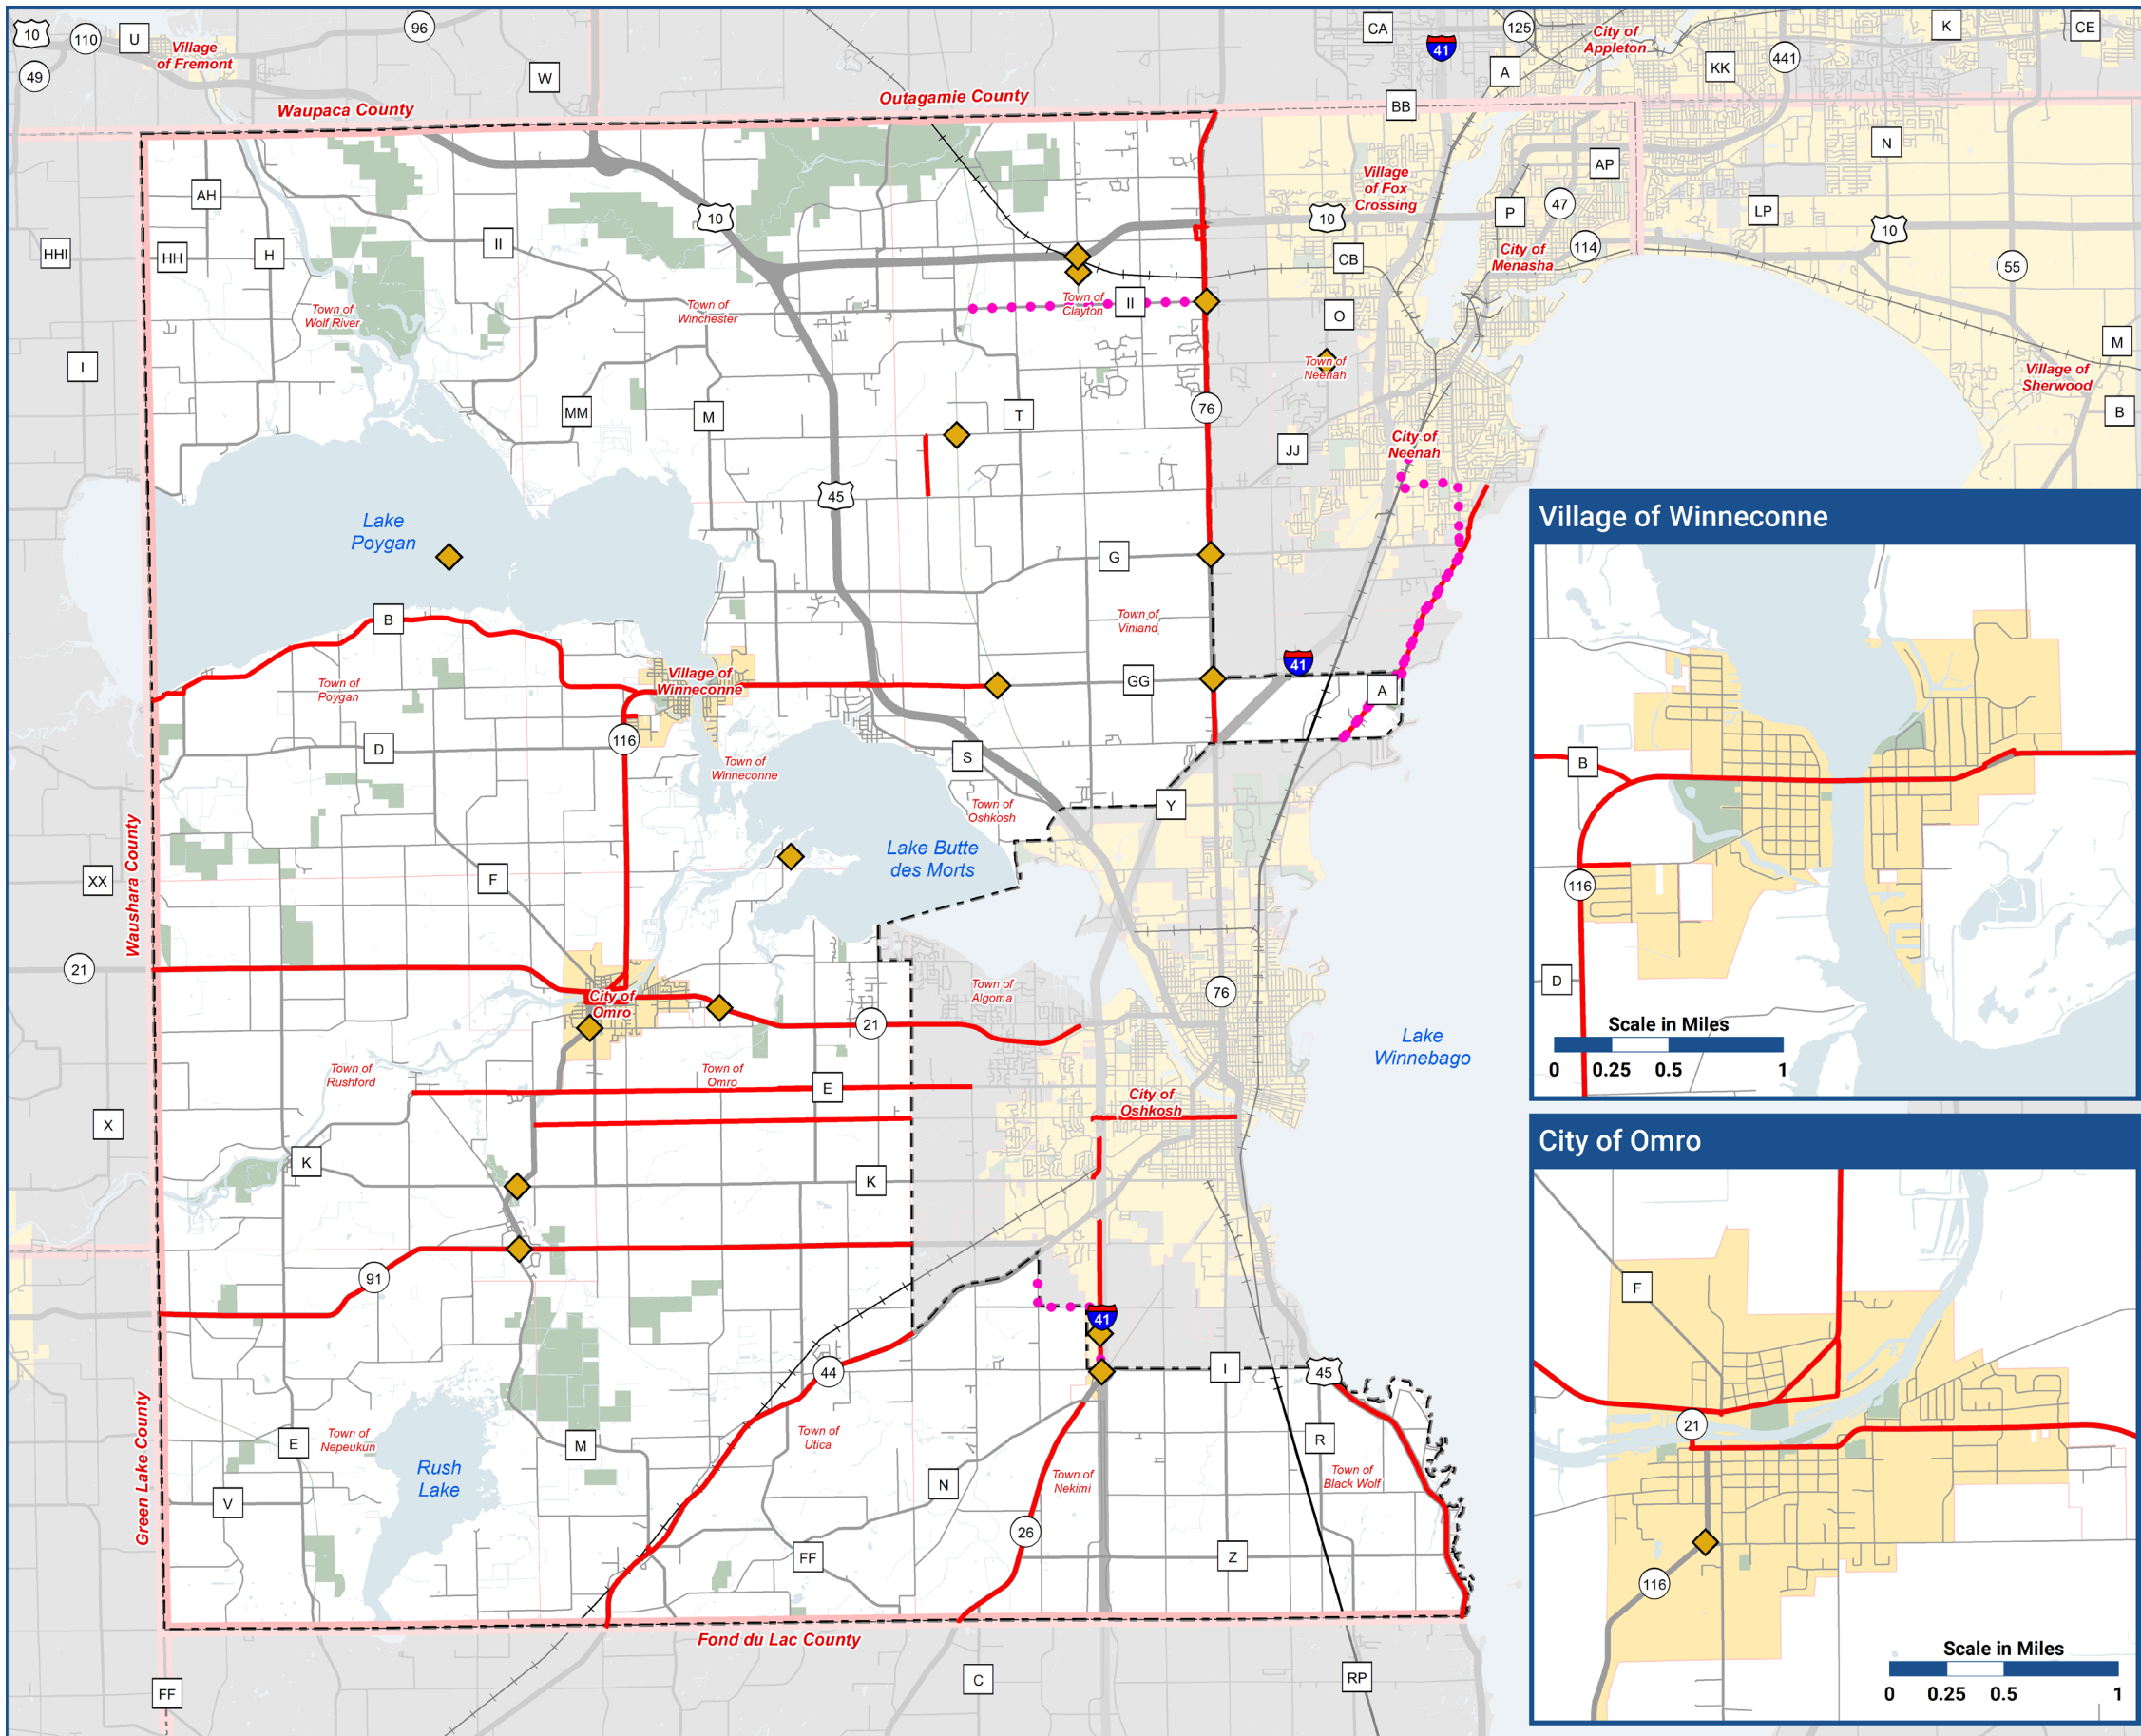 10
110
U
Village
of Fremont
96
49
W
Waupaca County
Outagamie County
CA
41
125
City of
Appleton
A
KK
441
K
CE
BB
AH
HH
H
HHI
II
10
Village
of Fox
Crossing
10
P
47
AP
N
LP
10
114
City of
Menasha
CB
55
Town of
Wolf River
Town of
Winchester
Town of
Clayton
II
O
I
Town of
Neenah
M
Village of
Sherwood
B
MM
M
T
76
JJ
City of
Neenah
45
Lake
Poygan
G
B
Town of
Vinland
41
Town of
Poygan
Village of
Winneconne
GG
A
116
D
S
Town of
Winneconne
Town of
Oshkosh
Y
Waushara County
XX
F
Lake Butte
des Morts
21
City of
Omro
Town of
Algoma
76
21
Lake
Winnebago
Town of
Rushford
Town of
Omro
E
City of
Oshkosh
X
K
K
91
41
44
I
45
Green Lake County
E
Town of
Nepeukun
M
Town of
Utica
R
Rush
Lake
Town of
Nekimi
Town of
Black Wolf
V
N
26
FF
Z
Fond du Lac County
FF
C
RP
Village of Winneconne
B
116
D
Scale in Miles
0 0.25 0.5 1
City of Omro
F
21
116
Scale in Miles
0 0.25 0.5 1